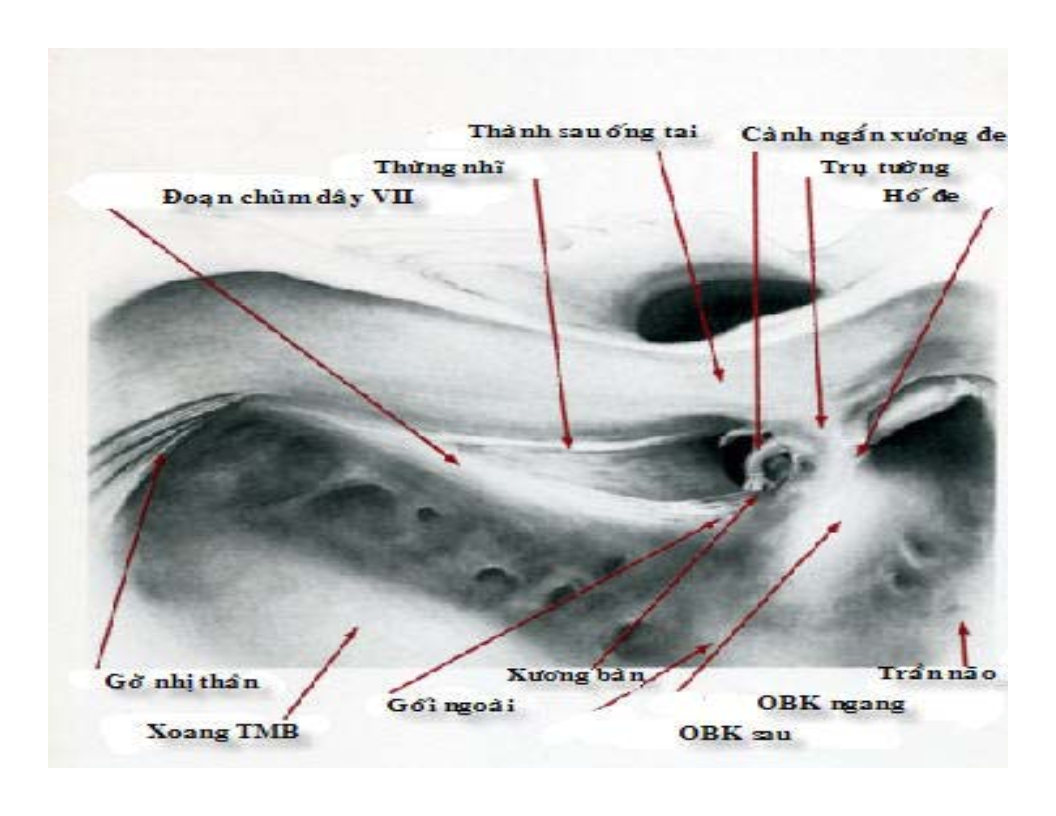 Thành sau ống tai
Cành ngắn xương đe
Thừng nhĩ
Trụ tường
Đoạn chũm dây VII
Hố đe
Gờ nhị thân
Xương bàn
Trần não
Gối ngoài
OBK ngang
Xoang TMB
OBK sau